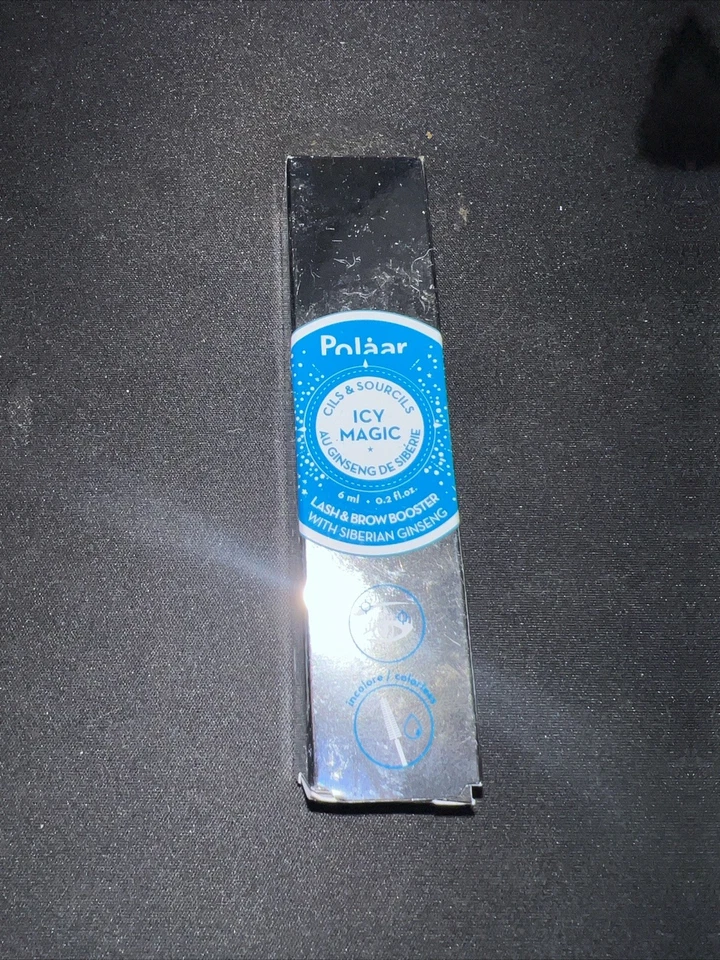 Polåar
CILS & SOURCILS
ICY
MAGIC
AU GINSENG DE SIBÉRIE
6 ml • 0.2 fl.oz.
LASH & BROW BOOSTER
WITH SIBERIAN GINSENG
incolore / colorless